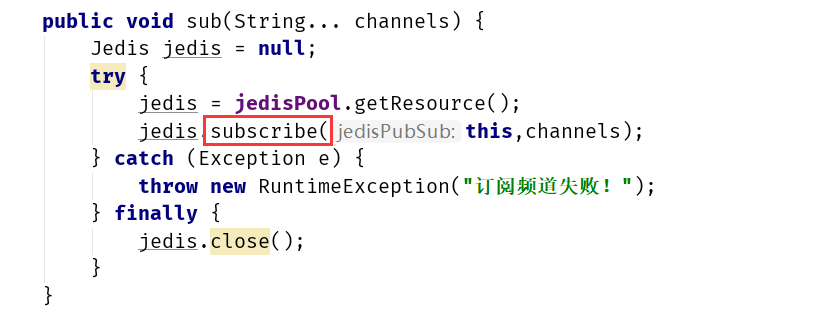 public void sub(String... channels) {
    Jedis jedis = null;
    try {
        jedis = jedisPool.getResource();
        jedis.subscribe( jedisPubSub: this,channels);
    } catch (Exception e) {
        throw new RuntimeException("订阅频道失败！");
    } finally {
        jedis.close();
    }
}